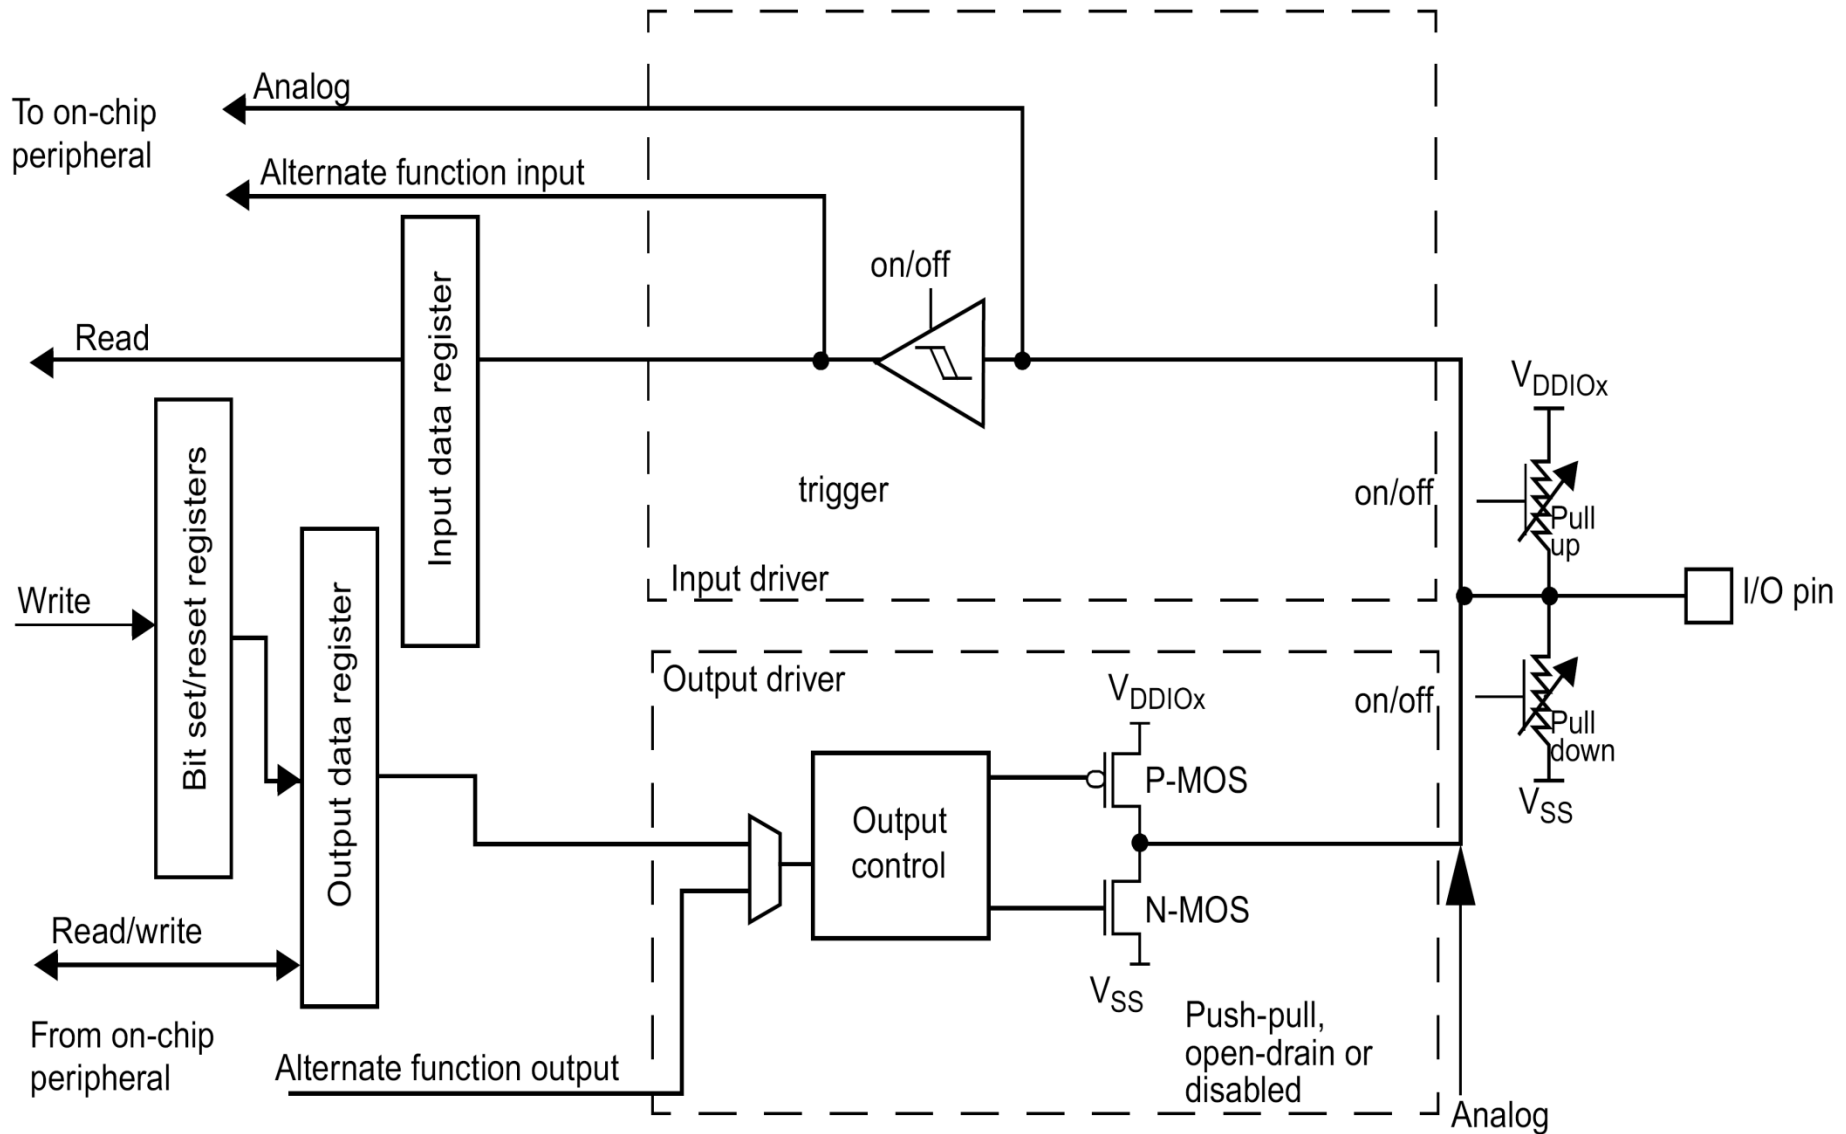 Analog
To on-chip
peripheral
Alternate function input
on/off
Read
Input data register
VDDIOx
Bit set/reset registers
trigger
on/off
Pull
up
Input driver
Write
I/O pin
Output data register
Output driver
VDDIOx
on/off
Pull
down
P-MOS
VSS
Output
control
N-MOS
Read/write
VSS
Push-pull,
open-drain or
disabled
From on-chip
peripheral
Alternate function output
Analog